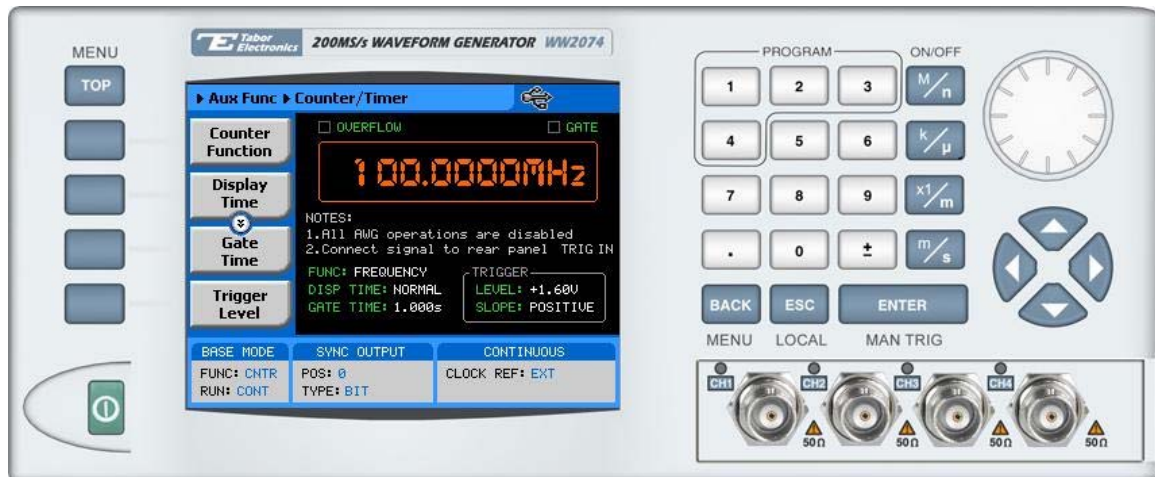 MENU
TOP
Tabor Electronics 200MS/s WAVEFORM GENERATOR WW2074
Aux Func Counter/Timer
Counter Function
Display Time
Gate Time
Trigger Level
OVERFLOW GATE
100.0000MHz
NOTES:
1.All AWG operations are disabled
2.Connect signal to rear panel TRIG IN
FUNC: FREQUENCY
DISP TIME: NORMAL
GATE TIME: 1.000s
TRIGGER
LEVEL: +1.60V
SLOPE: POSITIVE
BASE MODE
FUNC: CNTR
RUN: CONT
SYNC OUTPUT
POS: 0
TYPE: BIT
CONTINUOUS
CLOCK REF: EXT
PROGRAM ON/OFF
1 2 3 M/n
4 5 6 k/µ
7 8 9 x1/m
. 0 ± m/s
BACK ESC ENTER
MENU LOCAL MAN TRIG
CH1 CH2 CH3 CH4
50Ω 50Ω 50Ω 50Ω